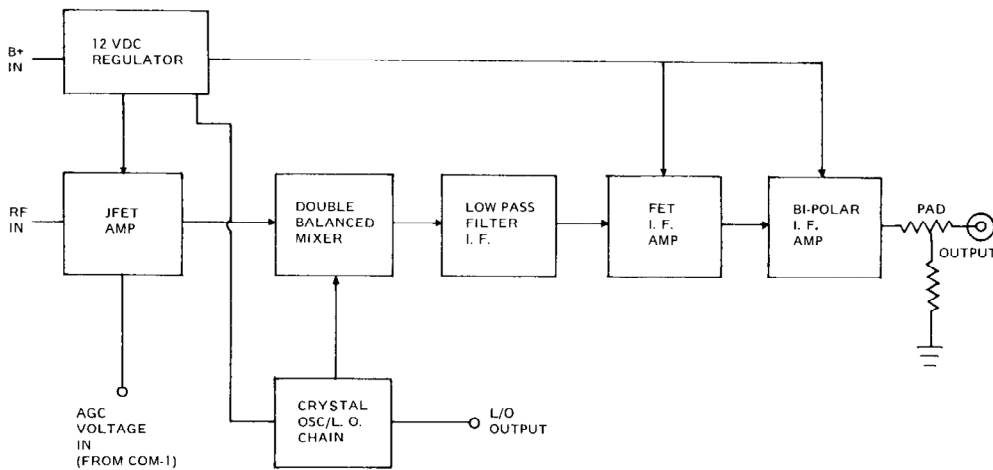 12 VDC
REGULATOR
B+
IN
RF
IN
JFET
AMP
DOUBLE
BALANCED
MIXER
LOW PASS
FILTER
I. F.
FET
I. F.
AMP
BI-POLAR
I. F.
AMP
PAD
OUTPUT
AGC
VOLTAGE
IN
(FROM COM-1)
CRYSTAL
OSC/L. O.
CHAIN
L/O
OUTPUT